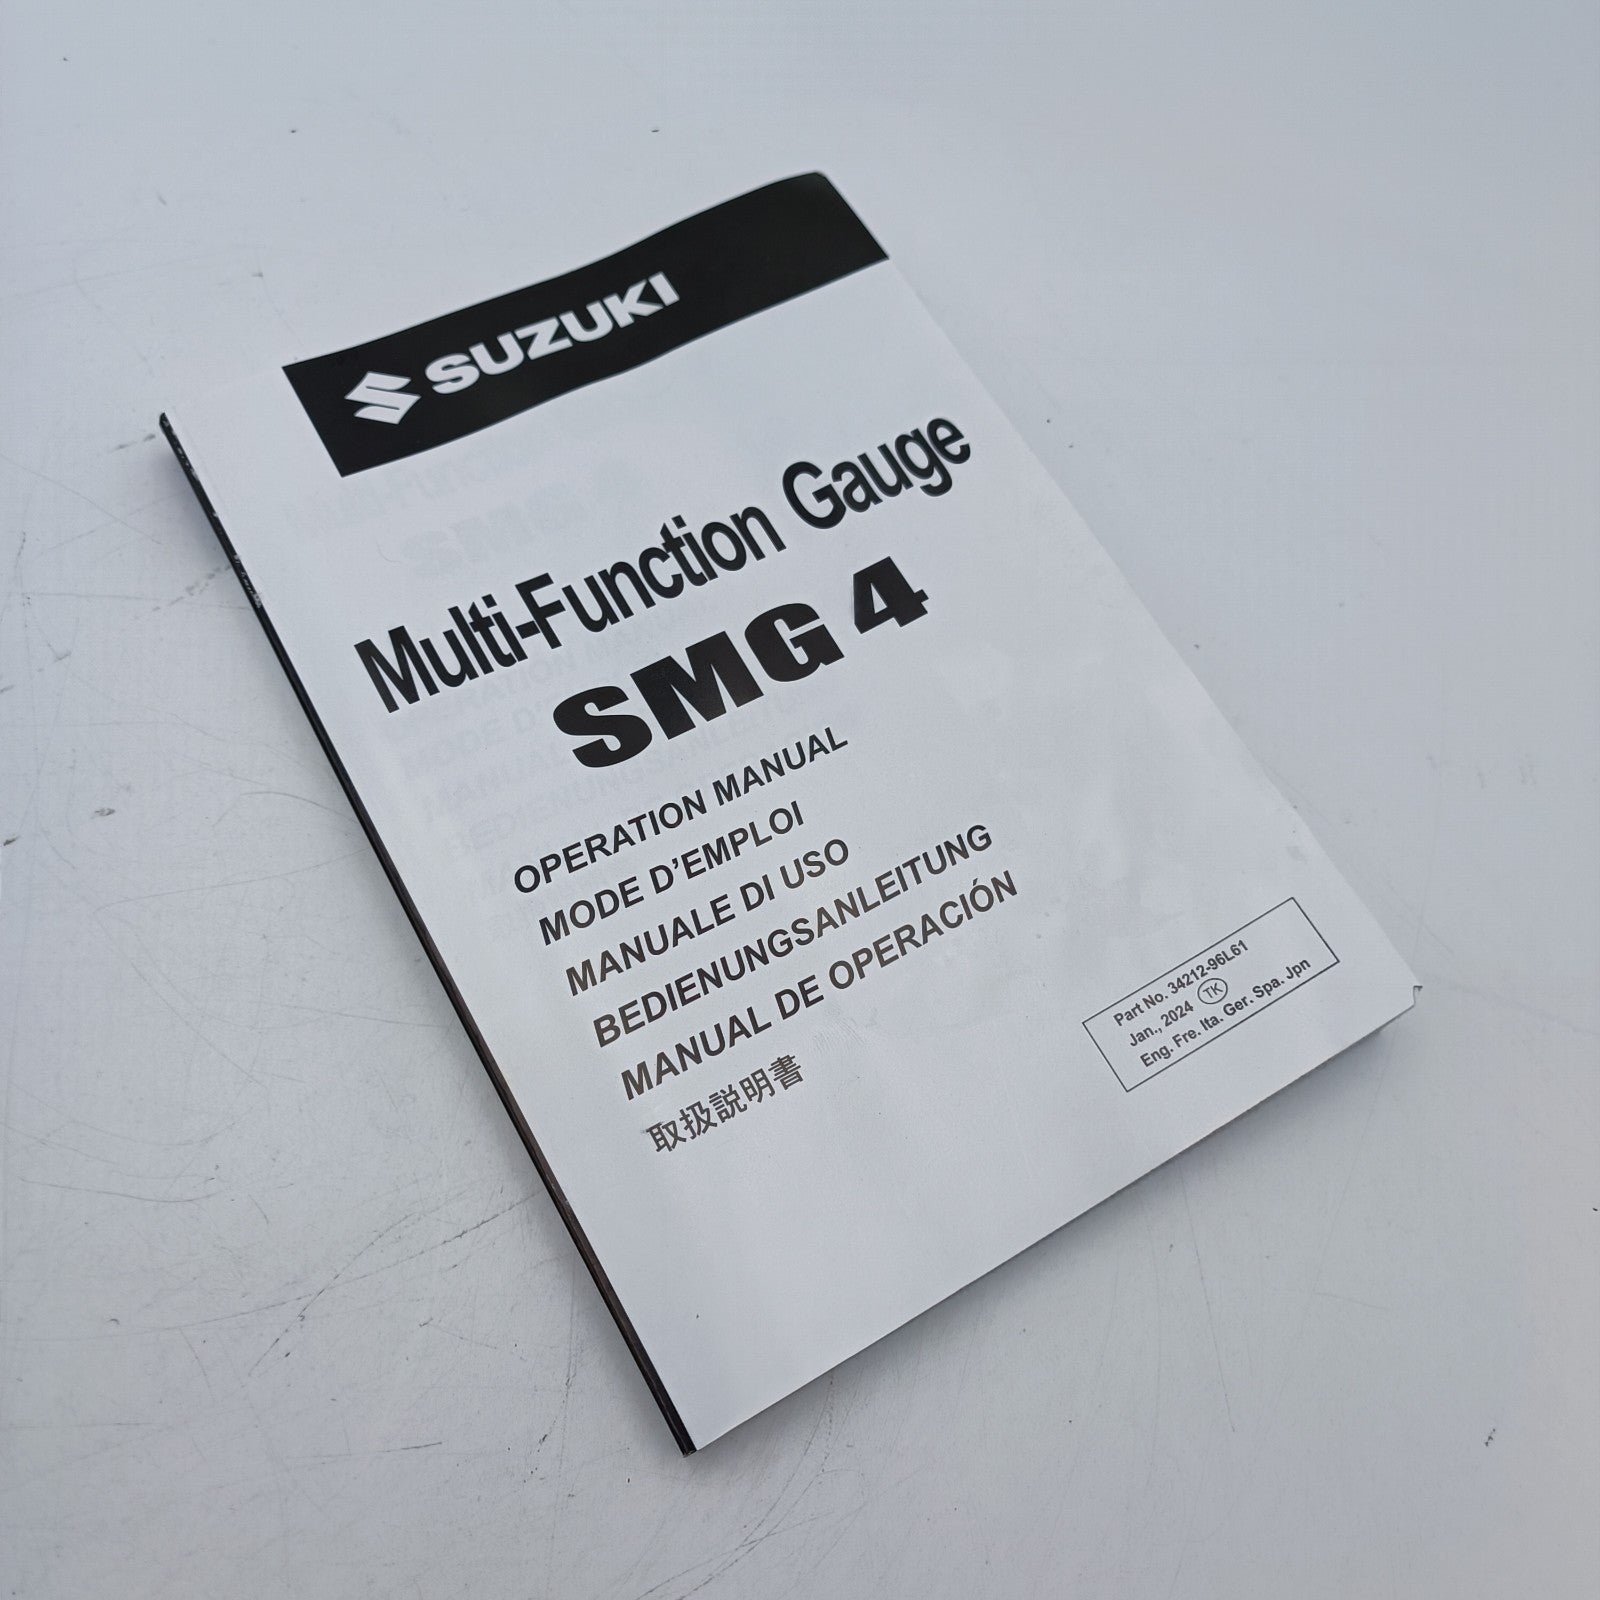 SUZUKI
Multi-Function Gauge
SMG 4
OPERATION MANUAL
MODE D'EMPLOI
MANUALE DI USO
BEDIENUNGSANLEITUNG
MANUAL DE OPERACIÓN
取扱説明書
Part No. 34212-96L61
Jan., 2024 TK
Eng. Fre. Ita. Ger. Spa. Jpn